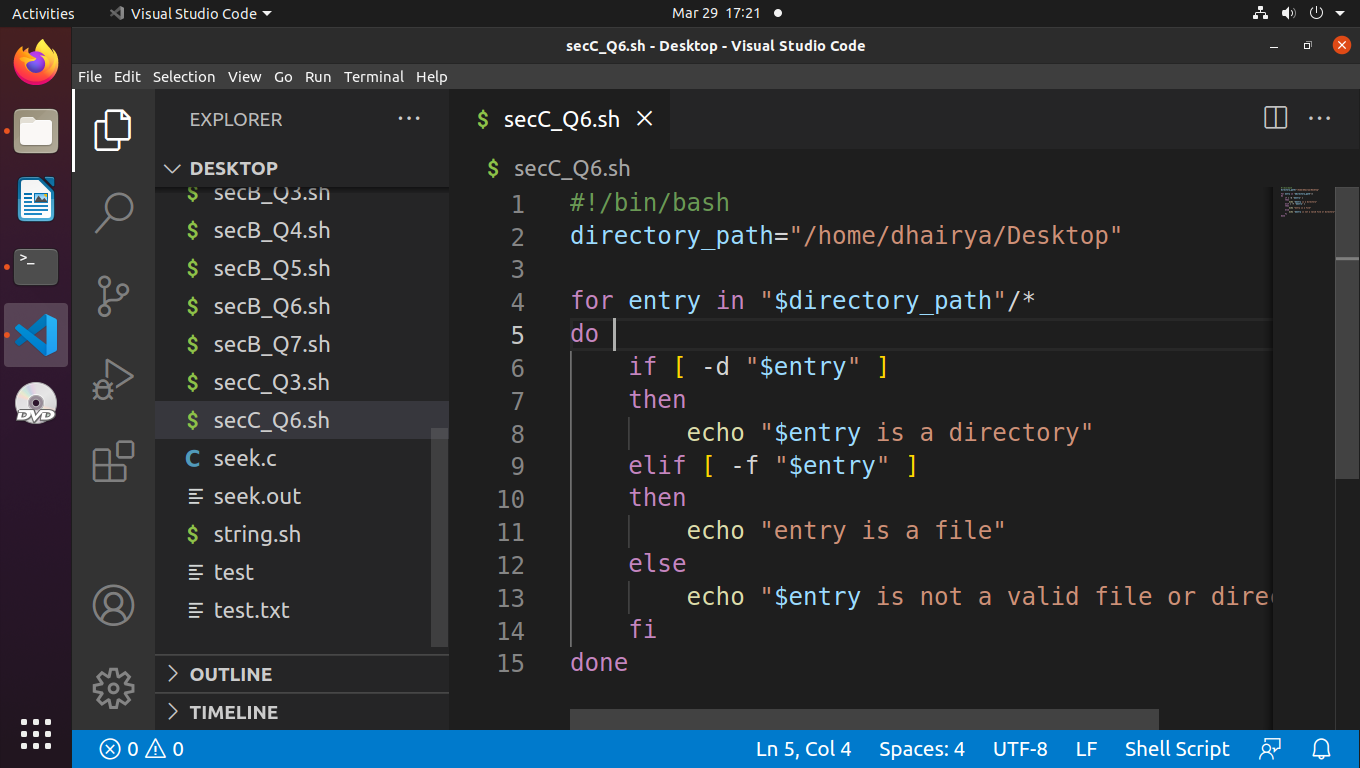 Activities
Visual Studio Code
Mar 29 17:21
secC_Q6.sh - Desktop - Visual Studio Code
File Edit Selection View Go Run Terminal Help
EXPLORER
DESKTOP
secB_Q3.sh
secB_Q4.sh
secB_Q5.sh
secB_Q6.sh
secB_Q7.sh
secC_Q3.sh
secC_Q6.sh
seek.c
seek.out
string.sh
test
test.txt
OUTLINE
TIMELINE
DVD
$ secC_Q6.sh
$ secC_Q6.sh
1 #!/bin/bash
2 directory_path="/home/dhairya/Desktop"
3
4 for entry in "$directory_path"/*
5 do
6 if [ -d "$entry" ]
7 then
8 echo "$entry is a directory"
9 elif [ -f "$entry" ]
10 then
11 echo "entry is a file"
12 else
13 echo "$entry is not a valid file or direc
14 fi
15 done
0 0
Ln 5, Col 4 Spaces: 4 UTF-8 LF Shell Script